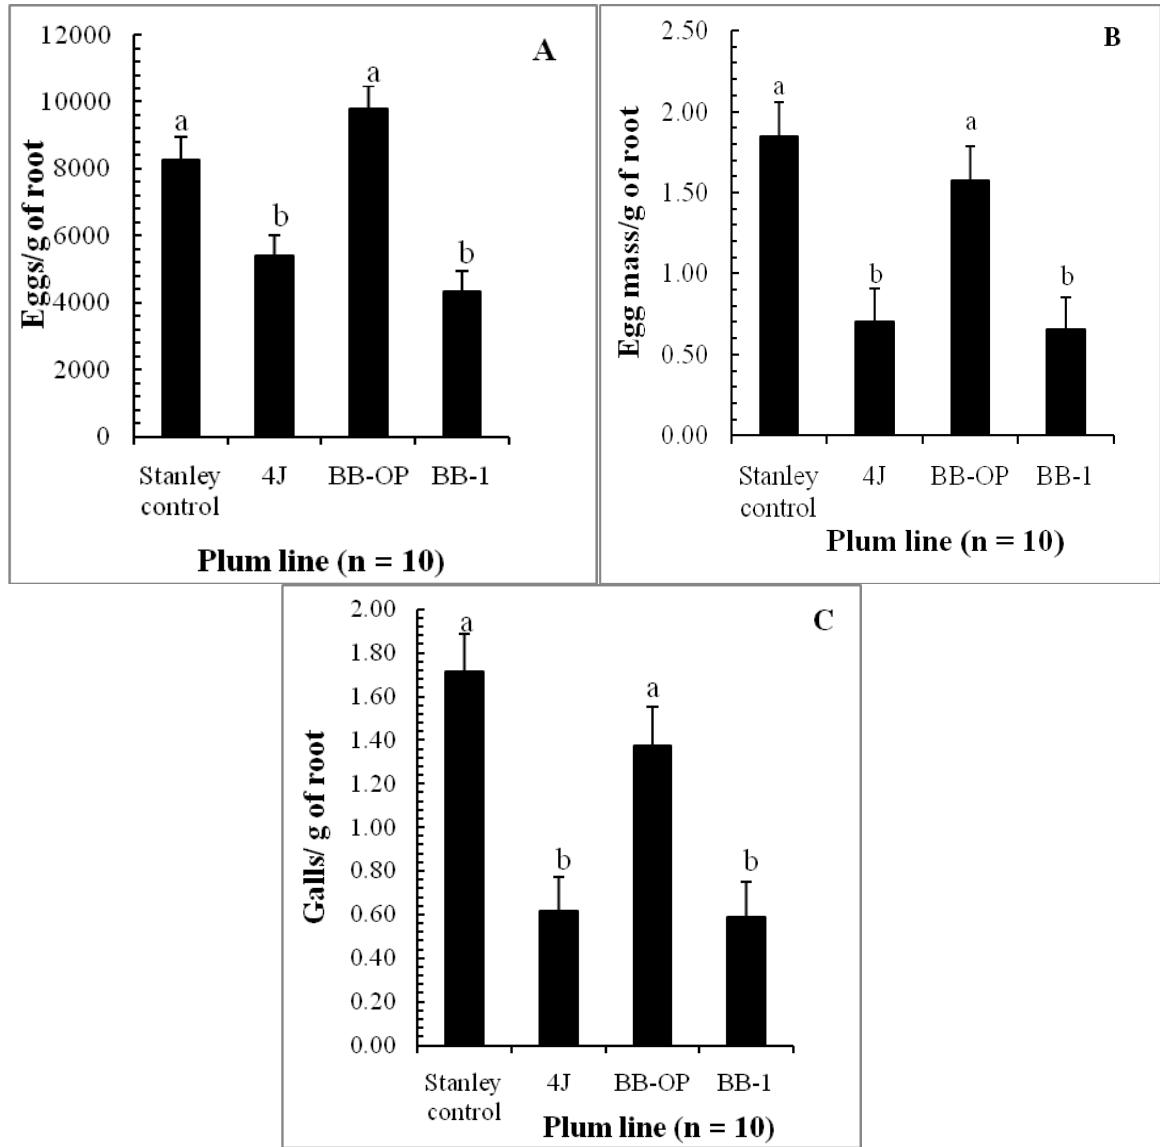 A
12000
10000
8000
6000
4000
2000
0
Eggs/g of root
a
b
a
b
Stanley control
4J
BB-OP
BB-1
Plum line (n = 10)
B
2.50
2.00
1.50
1.00
0.50
0.00
Egg mass/g of root
a
b
a
b
Stanley control
4J
BB-OP
BB-1
Plum line (n = 10)
C
2.00
1.80
1.60
1.40
1.20
1.00
0.80
0.60
0.40
0.20
0.00
Galls/ g of root
a
b
a
b
Stanley control
4J
BB-OP
BB-1
Plum line (n = 10)